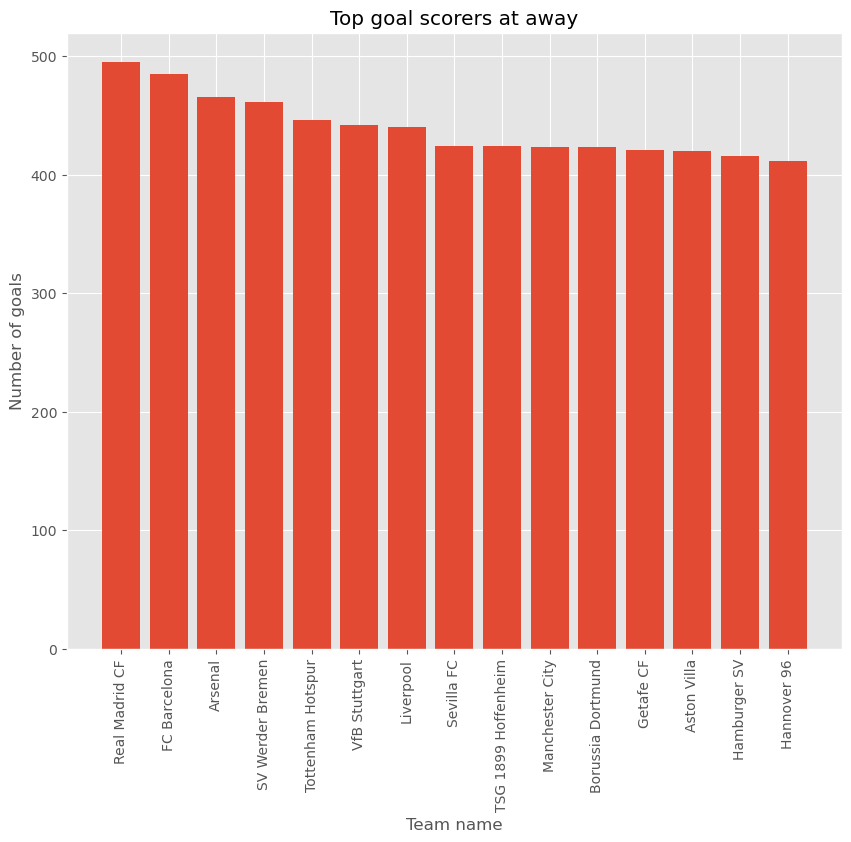 Top goal scorers at away
Number of goals
500
400
300
200
100
0
Real Madrid CF
FC Barcelona
Arsenal
SV Werder Bremen
Tottenham Hotspur
VfB Stuttgart
Liverpool
Sevilla FC
TSG 1899 Hoffenheim
Manchester City
Borussia Dortmund
Getafe CF
Aston Villa
Hamburger SV
Hannover 96
Team name